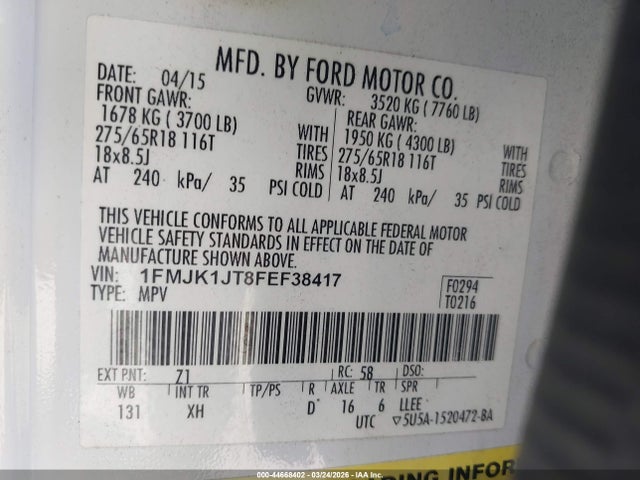 MFD. BY FORD MOTOR CO.
DATE: 04/15
GVWR: 3520 KG ( 7760 LB)
FRONT GAWR:
REAR GAWR:
1678 KG ( 3700 LB) WITH
1950 KG ( 4300 LB) WITH
275/65R18 116T TIRES
275/65R18 116T TIRES
18x8.5J RIMS
18x8.5J RIMS
AT 240 kPa/ 35 PSI COLD
AT 240 kPa/ 35 PSI COLD
THIS VEHICLE CONFORMS TO ALL APPLICABLE FEDERAL MOTOR
VEHICLE SAFETY STANDARDS IN EFFECT ON THE DATE OF
MANUFACTURE SHOWN ABOVE.
VIN: 1FMJK1JT8FEF38417
TYPE: MPV
F0294
T0216
EXT PNT: Z1 RC: 58 DSO:
WB INT TR TP/PS R AXLE TR SPR
131 XH D 16 6 LLEE
UTC ▽5U5A-1520472-BA
INFOR
000-44668402 - 03/24/2026 - IAA Inc.